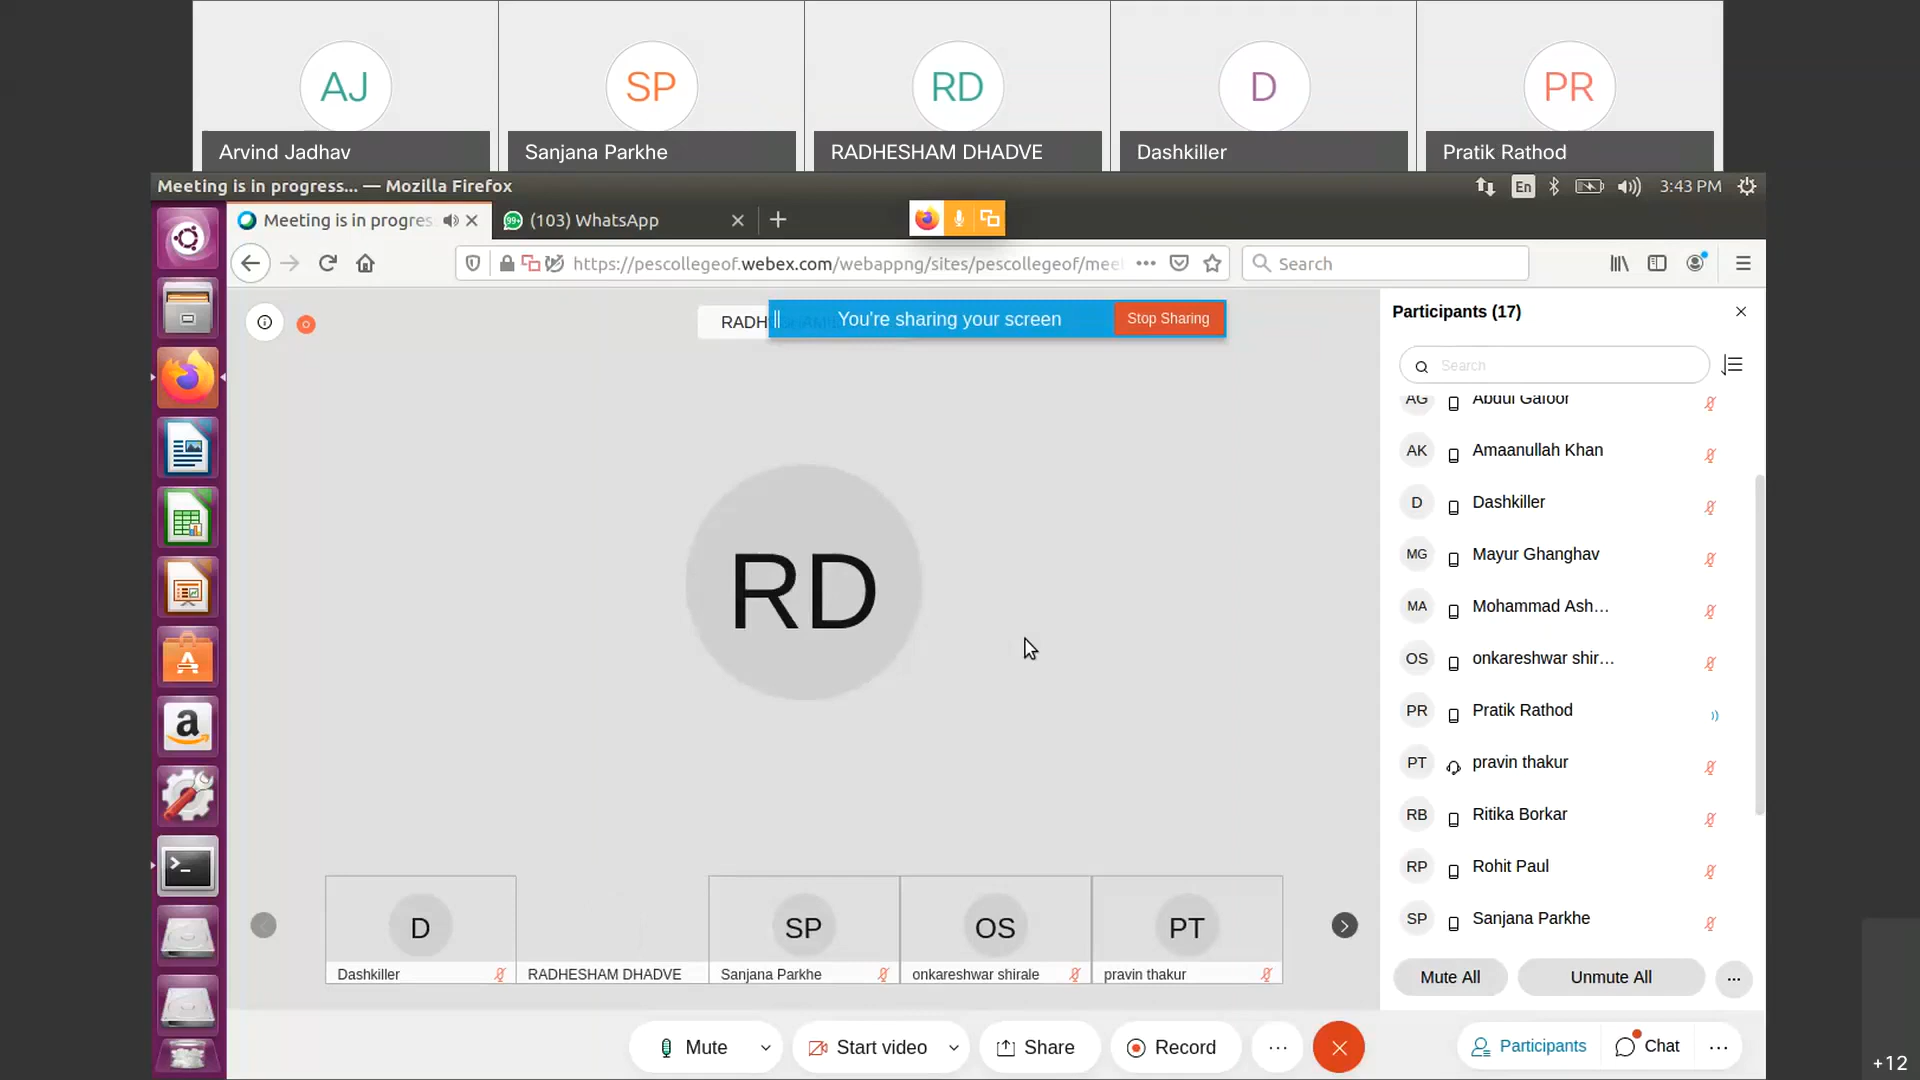 AJ
SP
RD
D
PR
Arvind Jadhav
Sanjana Parkhe
RADHESHAM DHADVE
Dashkiller
Pratik Rathod
Meeting is in progress... — Mozilla Firefox
En
3:43 PM
Meeting is in progres
99+
(103) WhatsApp
https://pescollegeof.webex.com/webappng/sites/pescollegeof/mee
Search
RADH
You're sharing your screen
Stop Sharing
Participants (17)
Search
AG
Abdul Gafoor
AK
Amaanullah Khan
D
Dashkiller
MG
Mayur Ghanghav
MA
Mohammad Ash...
OS
onkareshwar shir...
PR
Pratik Rathod
PT
pravin thakur
RB
Ritika Borkar
RP
Rohit Paul
SP
Sanjana Parkhe
RD
D
Dashkiller
RADHESHAM DHADVE
SP
Sanjana Parkhe
OS
onkareshwar shirale
PT
pravin thakur
Mute All
Unmute All
Mute
Start video
Share
Record
Participants
Chat
+12